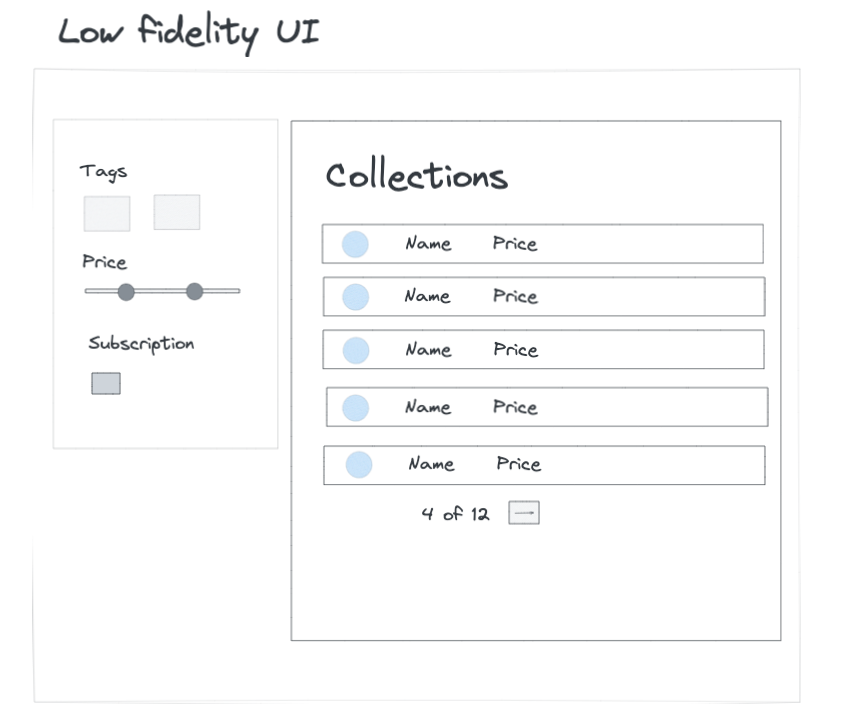 Low fidelity UI
Tags
Price
Subscription
Collections
Name Price
Name Price
Name Price
Name Price
Name Price
4 of 12